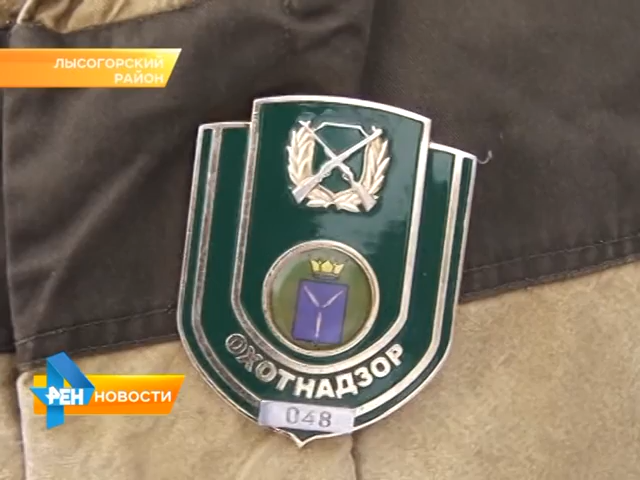 ЛЫСОГОРСКИЙ
РАЙОН
ОХОТНАДЗОР
048
РЕН НОВОСТИ